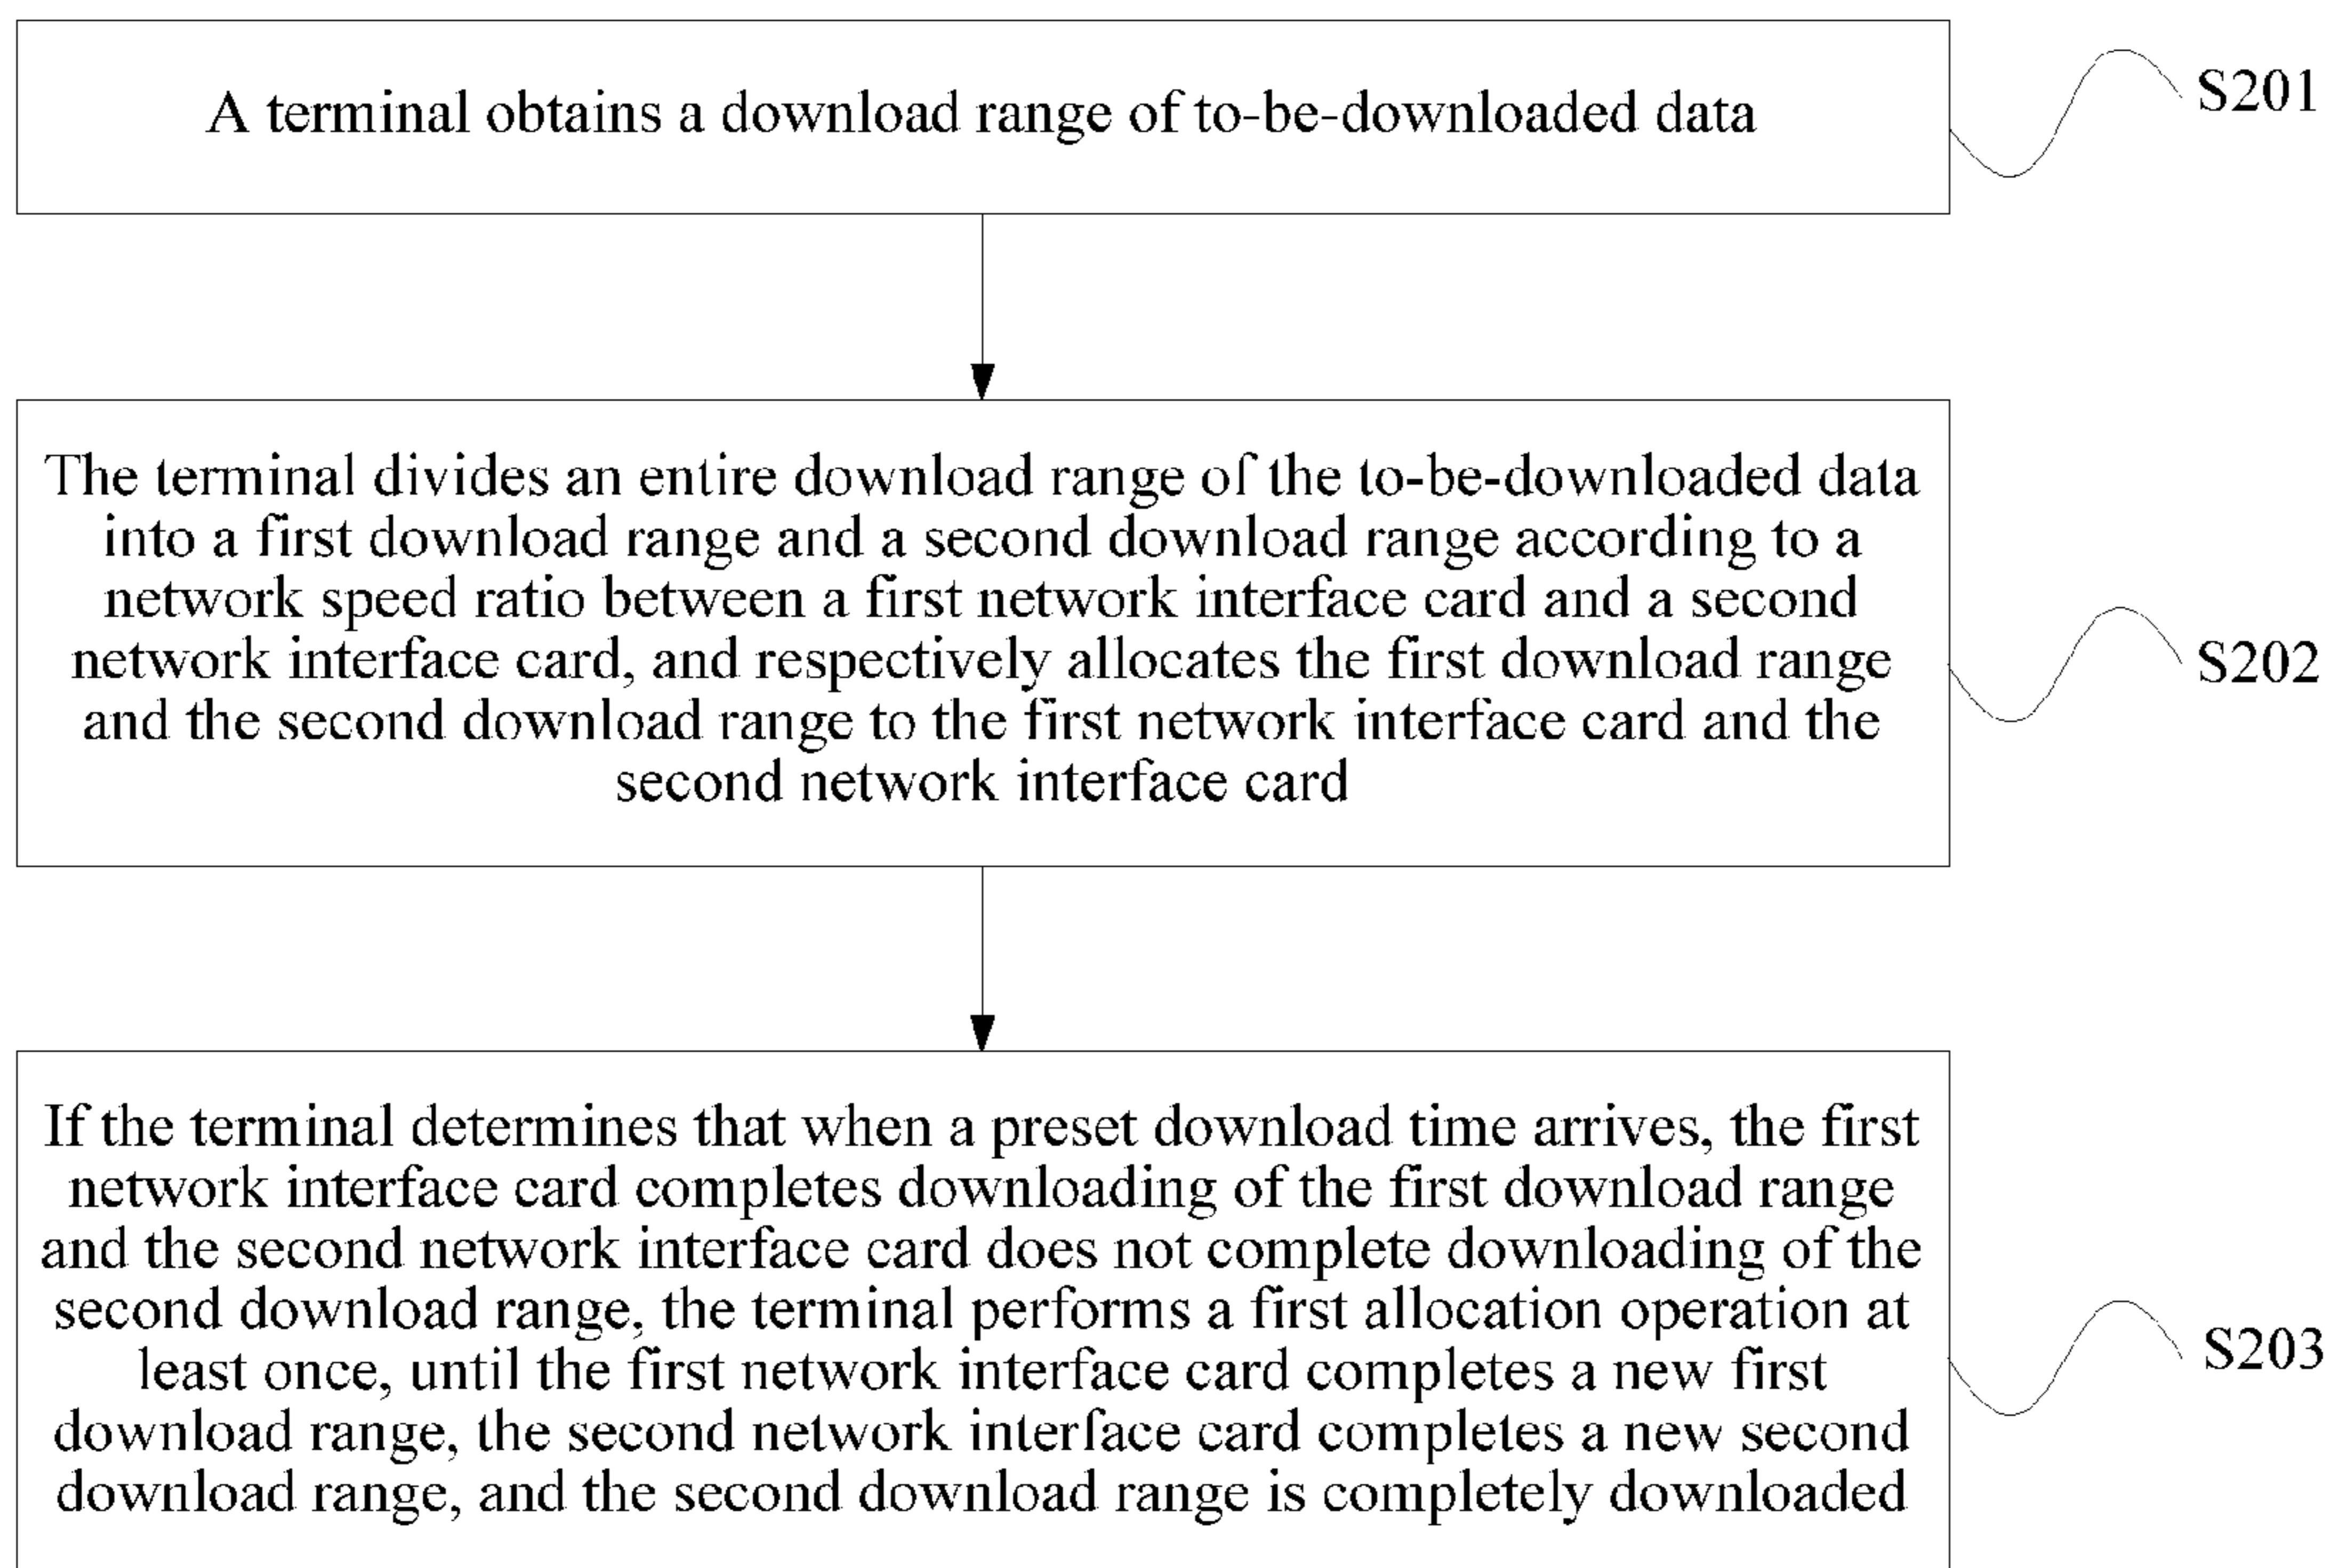 A terminal obtains a download range of to-be-downloaded data
S201
The terminal divides an entire download range of the to-be-downloaded data
into a first download range and a second download range according to a
network speed ratio between a first network interface card and a second
network interface card, and respectively allocates the first download range
and the second download range to the first network interface card and the
second network interface card
S202
If the terminal determines that when a preset download time arrives, the first
network interface card completes downloading of the first download range
and the second network interface card does not complete downloading of the
second download range, the terminal performs a first allocation operation at
least once, until the first network interface card completes a new first
download range, the second network interface card completes a new second
download range, and the second download range is completely downloaded
S203